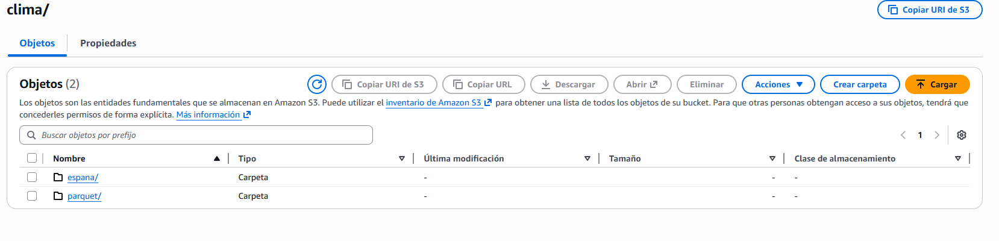 clima/
Copiar URI de S3
Objetos
Propiedades
Objetos (2)
Copiar URI de S3
Copiar URL
Descargar
Abrir
Eliminar
Acciones
Crear carpeta
Cargar
Los objetos son las entidades fundamentales que se almacenan en Amazon S3. Puede utilizar el inventario de Amazon S3 para obtener una lista de todos los objetos de su bucket. Para que otras personas obtengan acceso a sus objetos, tendrá que
concederles permisos de forma explícita. Más información
Buscar objetos por prefijo
1
Nombre Tipo Última modificación Tamaño Clase de almacenamiento
espana/ Carpeta - - -
parquet/ Carpeta - - -